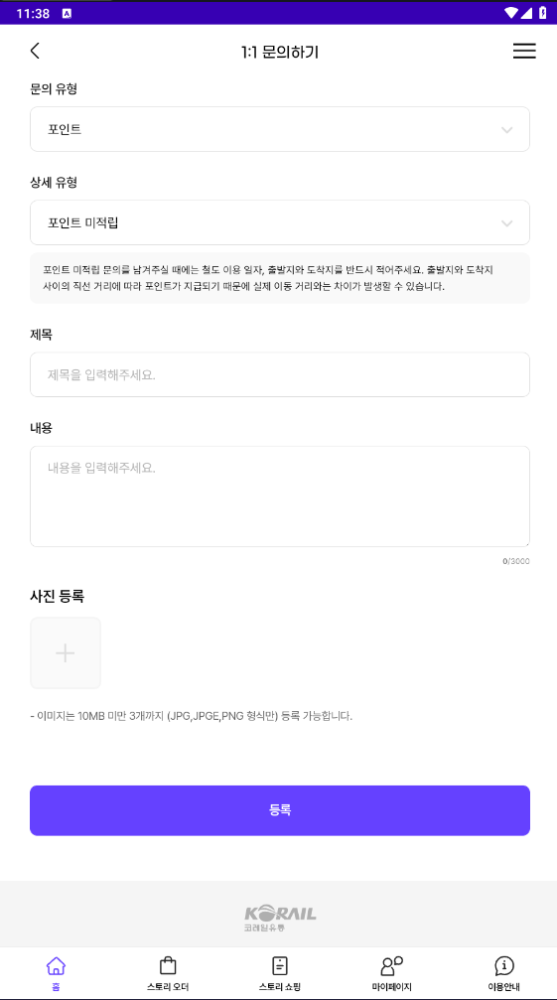 11:38
1:1 문의하기
문의 유형
포인트
상세 유형
포인트 미적립
포인트 미적립 문의를 남겨주실 때에는 철도 이용 일자, 출발지와 도착지를 반드시 적어주세요. 출발지와 도착지
사이의 직선 거리에 따라 포인트가 지급되기 때문에 실제 이동 거리와는 차이가 발생할 수 있습니다.
제목
제목을 입력해주세요.
내용
내용을 입력해주세요.
0/3000
사진 등록
- 이미지는 10MB 미만 3개까지 (JPG,JPGE,PNG 형식만) 등록 가능합니다.
등록
KORAIL
코레일유통
홈 스토리 오더 스토리 쇼핑 마이페이지 이용안내